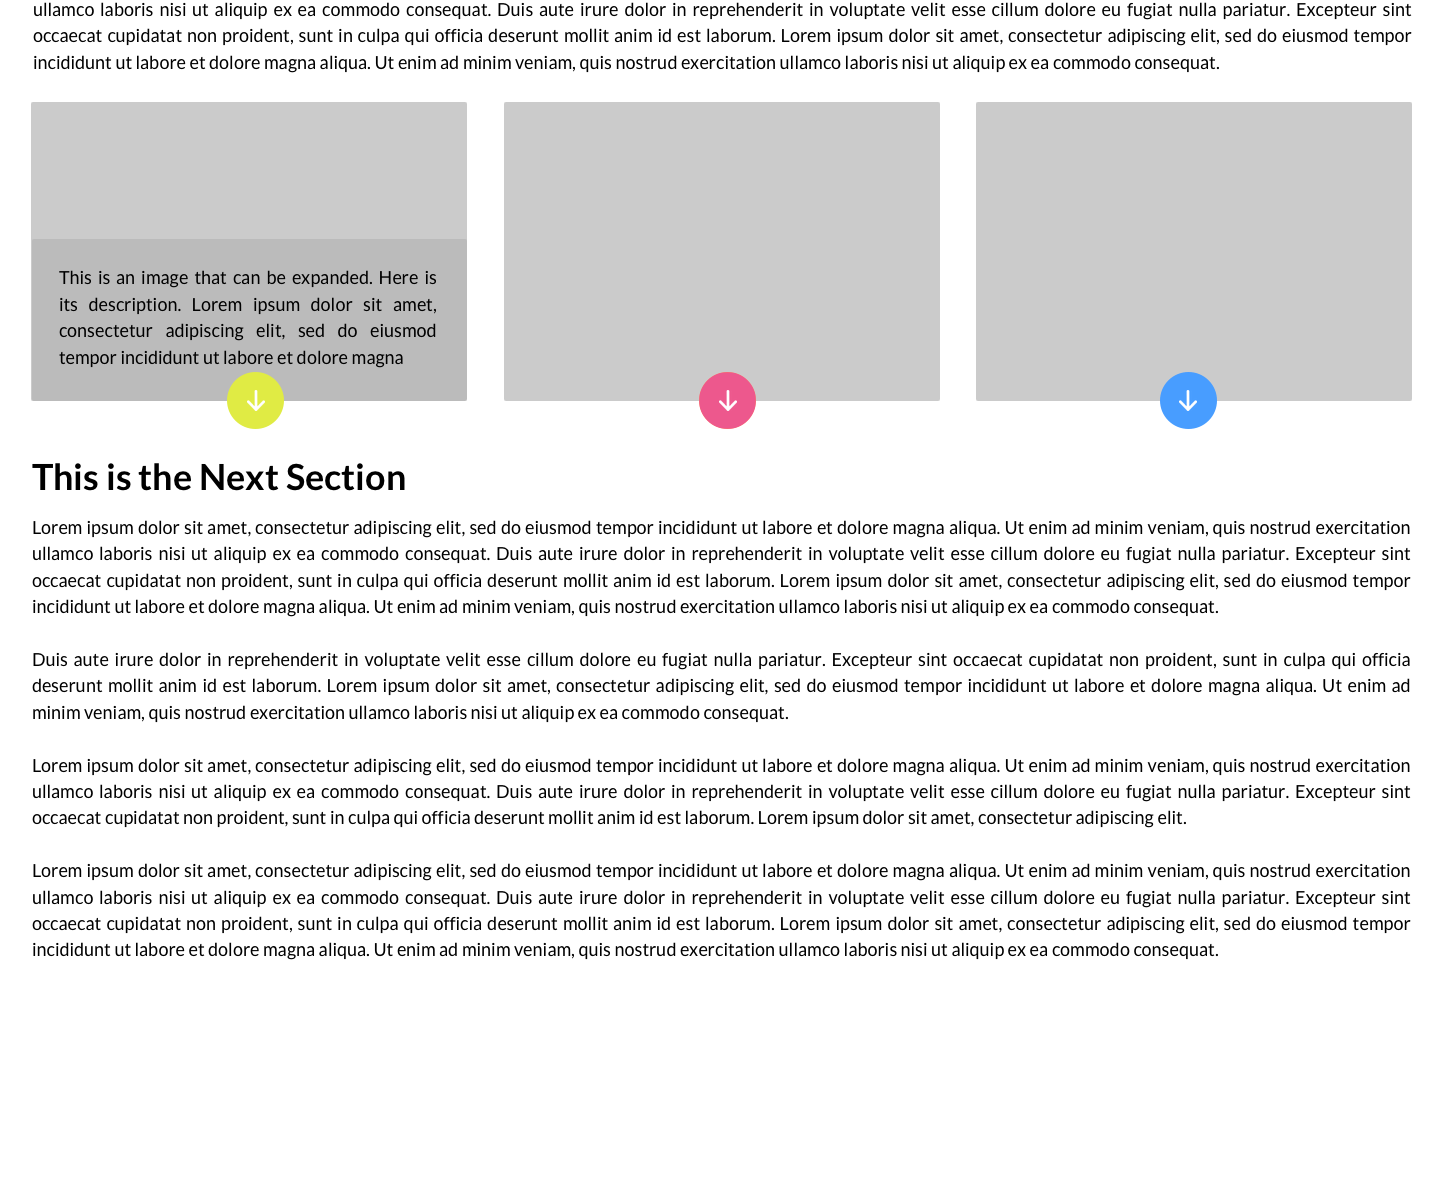 ullamco laboris nisi ut aliquip ex ea commodo consequat. Duis aute irure dolor in reprehenderit in voluptate velit esse cillum dolore eu fugiat nulla pariatur. Excepteur sint
occaecat cupidatat non proident, sunt in culpa qui officia deserunt mollit anim id est laborum. Lorem ipsum dolor sit amet, consectetur adipiscing elit, sed do eiusmod tempor
incididunt ut labore et dolore magna aliqua. Ut enim ad minim veniam, quis nostrud exercitation ullamco laboris nisi ut aliquip ex ea commodo consequat.
This is an image that can be expanded. Here is
its description. Lorem ipsum dolor sit amet,
consectetur adipiscing elit, sed do eiusmod
tempor incididunt ut labore et dolore magna
This is the Next Section
Lorem ipsum dolor sit amet, consectetur adipiscing elit, sed do eiusmod tempor incididunt ut labore et dolore magna aliqua. Ut enim ad minim veniam, quis nostrud exercitation
ullamco laboris nisi ut aliquip ex ea commodo consequat. Duis aute irure dolor in reprehenderit in voluptate velit esse cillum dolore eu fugiat nulla pariatur. Excepteur sint
occaecat cupidatat non proident, sunt in culpa qui officia deserunt mollit anim id est laborum. Lorem ipsum dolor sit amet, consectetur adipiscing elit, sed do eiusmod tempor
incididunt ut labore et dolore magna aliqua. Ut enim ad minim veniam, quis nostrud exercitation ullamco laboris nisi ut aliquip ex ea commodo consequat.
Duis aute irure dolor in reprehenderit in voluptate velit esse cillum dolore eu fugiat nulla pariatur. Excepteur sint occaecat cupidatat non proident, sunt in culpa qui officia
deserunt mollit anim id est laborum. Lorem ipsum dolor sit amet, consectetur adipiscing elit, sed do eiusmod tempor incididunt ut labore et dolore magna aliqua. Ut enim ad
minim veniam, quis nostrud exercitation ullamco laboris nisi ut aliquip ex ea commodo consequat.
Lorem ipsum dolor sit amet, consectetur adipiscing elit, sed do eiusmod tempor incididunt ut labore et dolore magna aliqua. Ut enim ad minim veniam, quis nostrud exercitation
ullamco laboris nisi ut aliquip ex ea commodo consequat. Duis aute irure dolor in reprehenderit in voluptate velit esse cillum dolore eu fugiat nulla pariatur. Excepteur sint
occaecat cupidatat non proident, sunt in culpa qui officia deserunt mollit anim id est laborum. Lorem ipsum dolor sit amet, consectetur adipiscing elit.
Lorem ipsum dolor sit amet, consectetur adipiscing elit, sed do eiusmod tempor incididunt ut labore et dolore magna aliqua. Ut enim ad minim veniam, quis nostrud exercitation
ullamco laboris nisi ut aliquip ex ea commodo consequat. Duis aute irure dolor in reprehenderit in voluptate velit esse cillum dolore eu fugiat nulla pariatur. Excepteur sint
occaecat cupidatat non proident, sunt in culpa qui officia deserunt mollit anim id est laborum. Lorem ipsum dolor sit amet, consectetur adipiscing elit, sed do eiusmod tempor
incididunt ut labore et dolore magna aliqua. Ut enim ad minim veniam, quis nostrud exercitation ullamco laboris nisi ut aliquip ex ea commodo consequat.